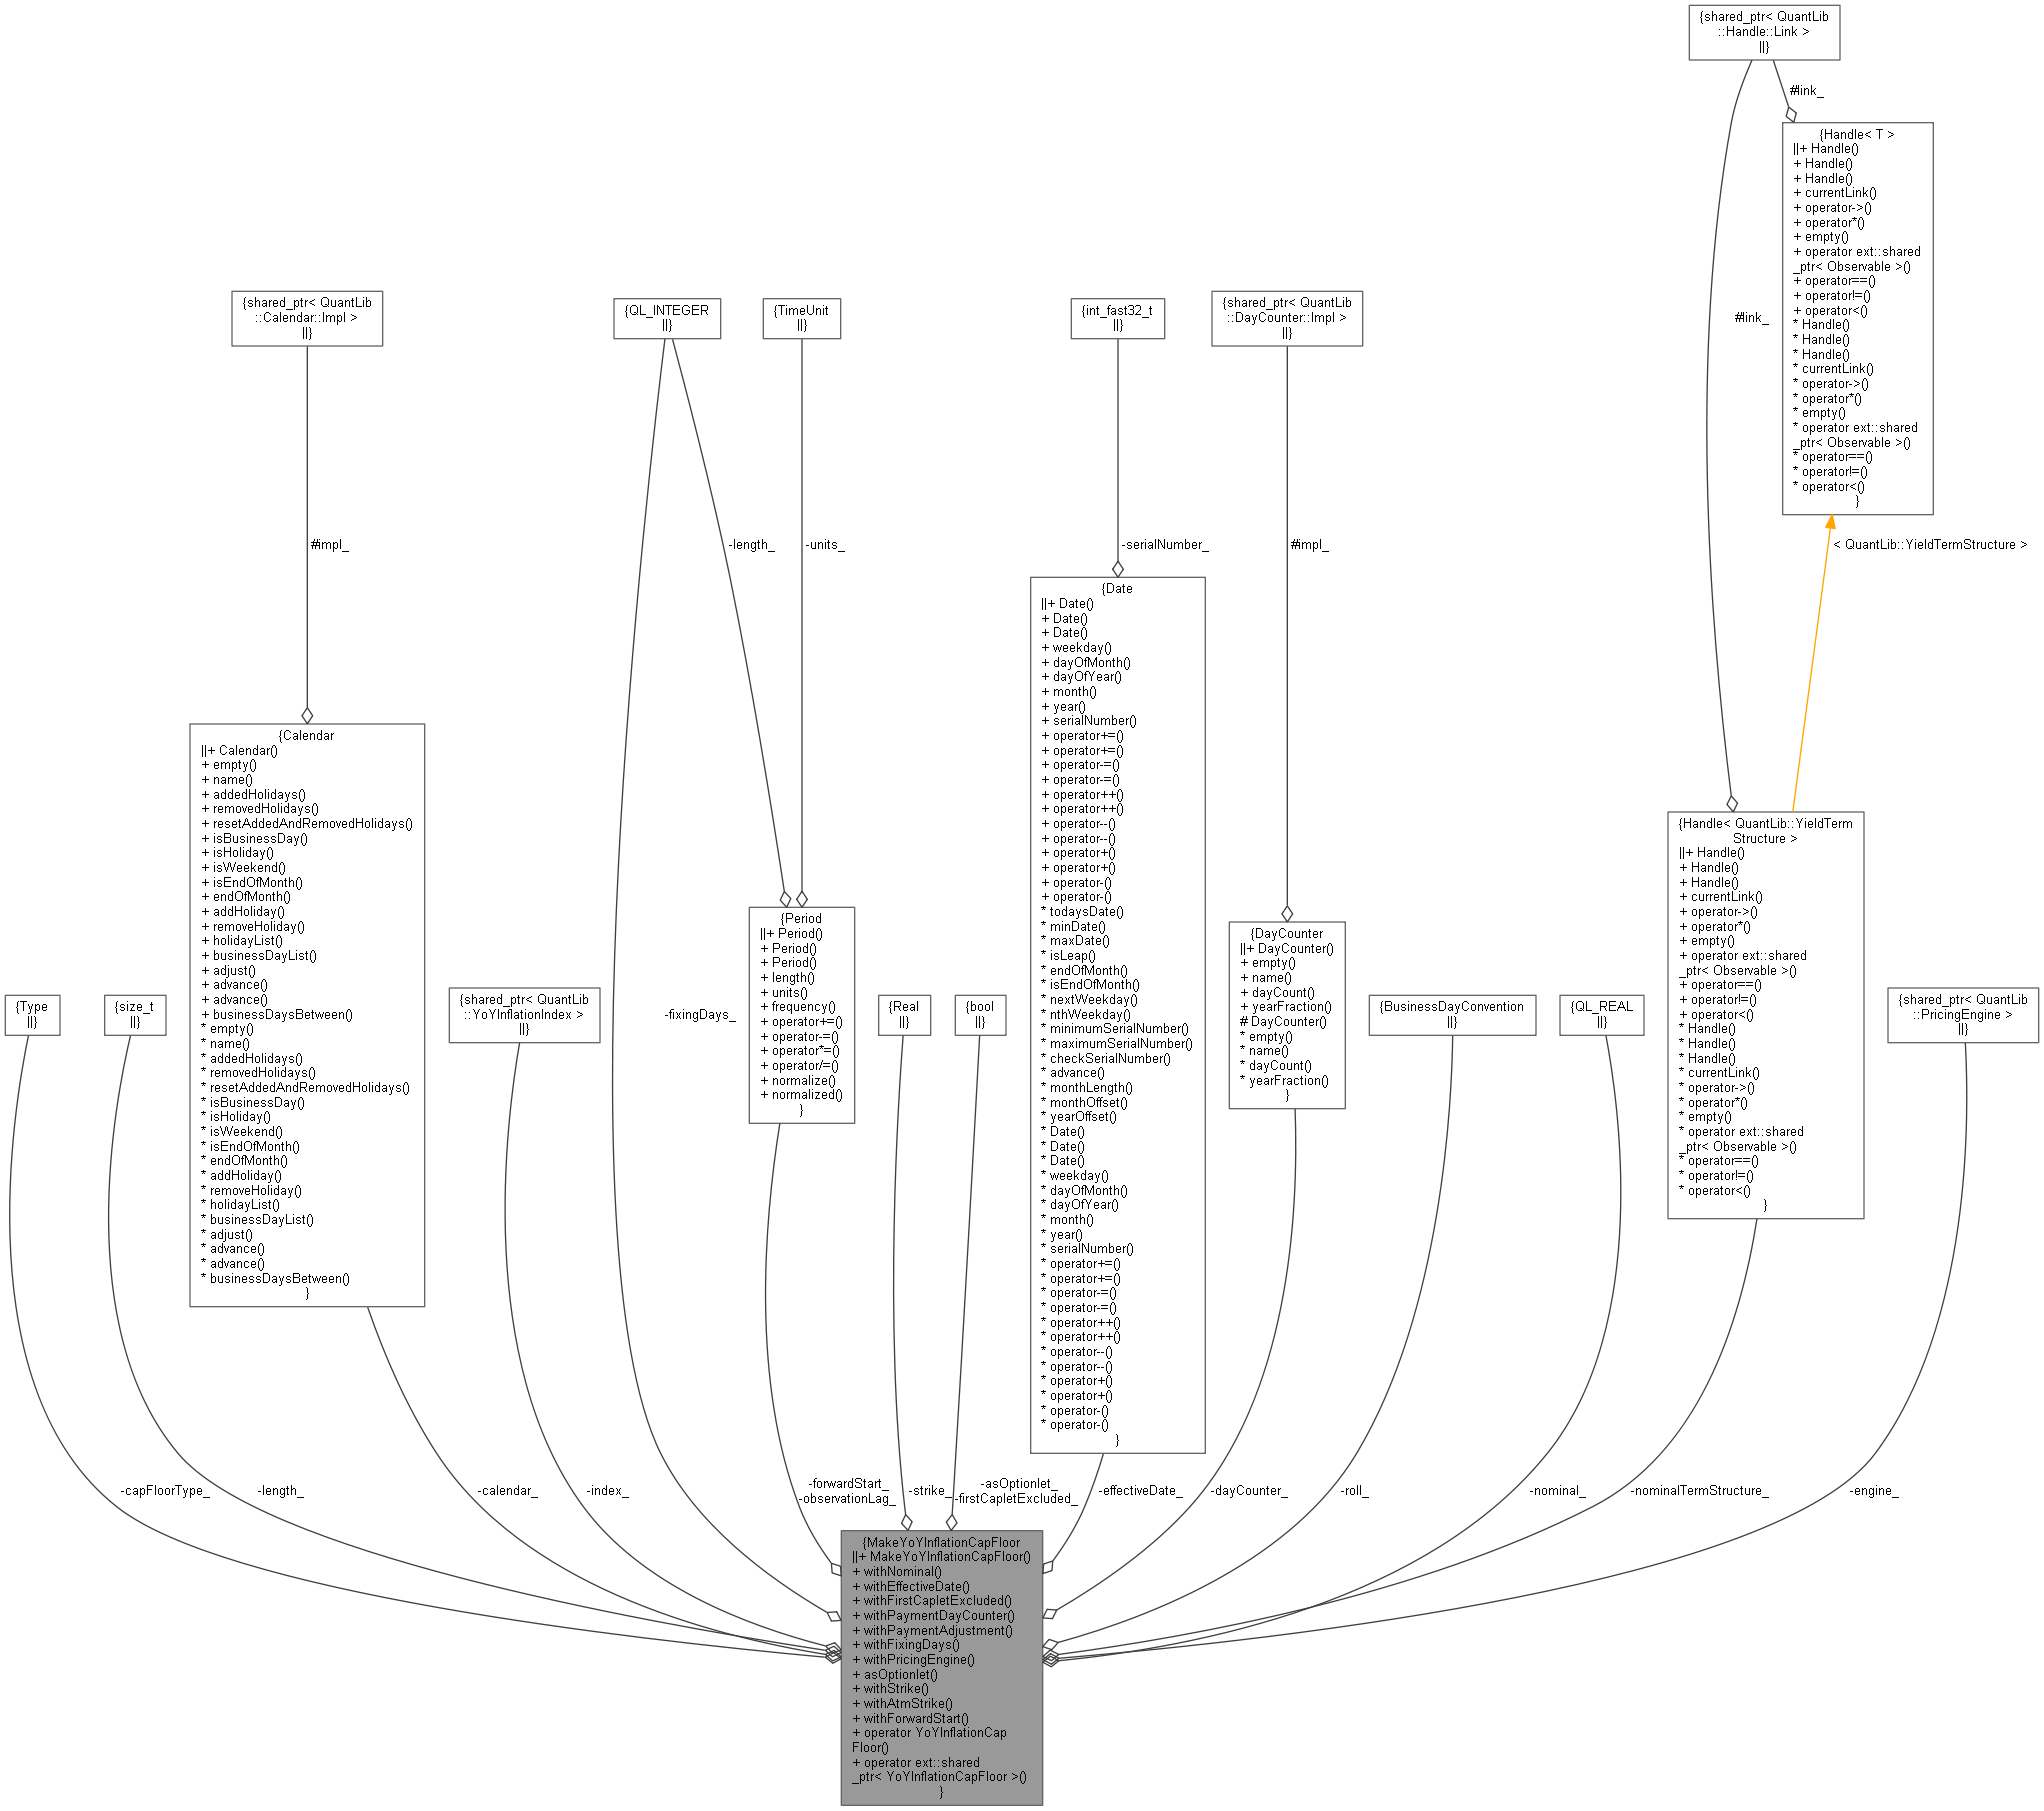 {shared_ptr< QuantLib
::Handle::Link >
||}
#link_
{Handle< T >
||+ Handle()
+ Handle()
+ Handle()
+ currentLink()
+ operator->()
+ operator*()
+ empty()
+ operator ext::shared
_ptr< Observable >()
+ operator==()
+ operator!=()
+ operator<()
* Handle()
* Handle()
* Handle()
* currentLink()
* operator->()
* operator*()
* empty()
* operator ext::shared
_ptr< Observable >()
* operator==()
* operator!=()
* operator<()
}
{shared_ptr< QuantLib
::Calendar::Impl >
||}
{QL_INTEGER
||}
{TimeUnit
||}
{int_fast32_t
||}
{shared_ptr< QuantLib
::DayCounter::Impl >
||}
#link_
#impl_
-length_
-units_
-serialNumber_
#impl_
< QuantLib::YieldTermStructure >
{Calendar
||+ Calendar()
+ empty()
+ name()
+ addedHolidays()
+ removedHolidays()
+ resetAddedAndRemovedHolidays()
+ isBusinessDay()
+ isHoliday()
+ isWeekend()
+ isEndOfMonth()
+ endOfMonth()
+ addHoliday()
+ removeHoliday()
+ holidayList()
+ businessDayList()
+ adjust()
+ advance()
+ advance()
+ businessDaysBetween()
* empty()
* name()
* addedHolidays()
* removedHolidays()
* resetAddedAndRemovedHolidays()
* isBusinessDay()
* isHoliday()
* isWeekend()
* isEndOfMonth()
* endOfMonth()
* addHoliday()
* removeHoliday()
* holidayList()
* businessDayList()
* adjust()
* advance()
* advance()
* businessDaysBetween()
}
{Period
||+ Period()
+ Period()
+ Period()
+ length()
+ units()
+ frequency()
+ operator+=()
+ operator-=()
+ operator*=()
+ operator/=()
+ normalize()
+ normalized()
}
{Date
||+ Date()
+ Date()
+ Date()
+ weekday()
+ dayOfMonth()
+ dayOfYear()
+ month()
+ year()
+ serialNumber()
+ operator+=()
+ operator+=()
+ operator-=()
+ operator-=()
+ operator++()
+ operator++()
+ operator--()
+ operator--()
+ operator+()
+ operator+()
+ operator-()
+ operator-()
* todaysDate()
* minDate()
* maxDate()
* isLeap()
* endOfMonth()
* isEndOfMonth()
* nextWeekday()
* nthWeekday()
* minimumSerialNumber()
* maximumSerialNumber()
* checkSerialNumber()
* advance()
* monthLength()
* monthOffset()
* yearOffset()
* Date()
* Date()
* Date()
* weekday()
* dayOfMonth()
* dayOfYear()
* month()
* year()
* serialNumber()
* operator+=()
* operator+=()
* operator-=()
* operator-=()
* operator++()
* operator++()
* operator--()
* operator--()
* operator+()
* operator+()
* operator-()
* operator-()
}
{DayCounter
||+ DayCounter()
+ empty()
+ name()
+ dayCount()
+ yearFraction()
# DayCounter()
* empty()
* name()
* dayCount()
* yearFraction()
}
{Handle< QuantLib::YieldTerm
Structure >
||+ Handle()
+ Handle()
+ Handle()
+ currentLink()
+ operator->()
+ operator*()
+ empty()
+ operator ext::shared
_ptr< Observable >()
+ operator==()
+ operator!=()
+ operator<()
* Handle()
* Handle()
* Handle()
* currentLink()
* operator->()
* operator*()
* empty()
* operator ext::shared
_ptr< Observable >()
* operator==()
* operator!=()
* operator<()
}
{Type
||}
{size_t
||}
{shared_ptr< QuantLib
::YoYInflationIndex >
||}
-fixingDays_
{Real
||}
{bool
||}
{BusinessDayConvention
||}
{QL_REAL
||}
{shared_ptr< QuantLib
::PricingEngine >
||}
-capFloorType_
-length_
-calendar_
-index_
-forwardStart_
-observationLag_
-strike_
-asOptionlet_
-firstCapletExcluded_
-effectiveDate_
-dayCounter_
-roll_
-nominal_
-nominalTermStructure_
-engine_
{MakeYoYInflationCapFloor
||+ MakeYoYInflationCapFloor()
+ withNominal()
+ withEffectiveDate()
+ withFirstCapletExcluded()
+ withPaymentDayCounter()
+ withPaymentAdjustment()
+ withFixingDays()
+ withPricingEngine()
+ asOptionlet()
+ withStrike()
+ withAtmStrike()
+ withForwardStart()
+ operator YoYInflationCap
Floor()
+ operator ext::shared
_ptr< YoYInflationCapFloor >()
}